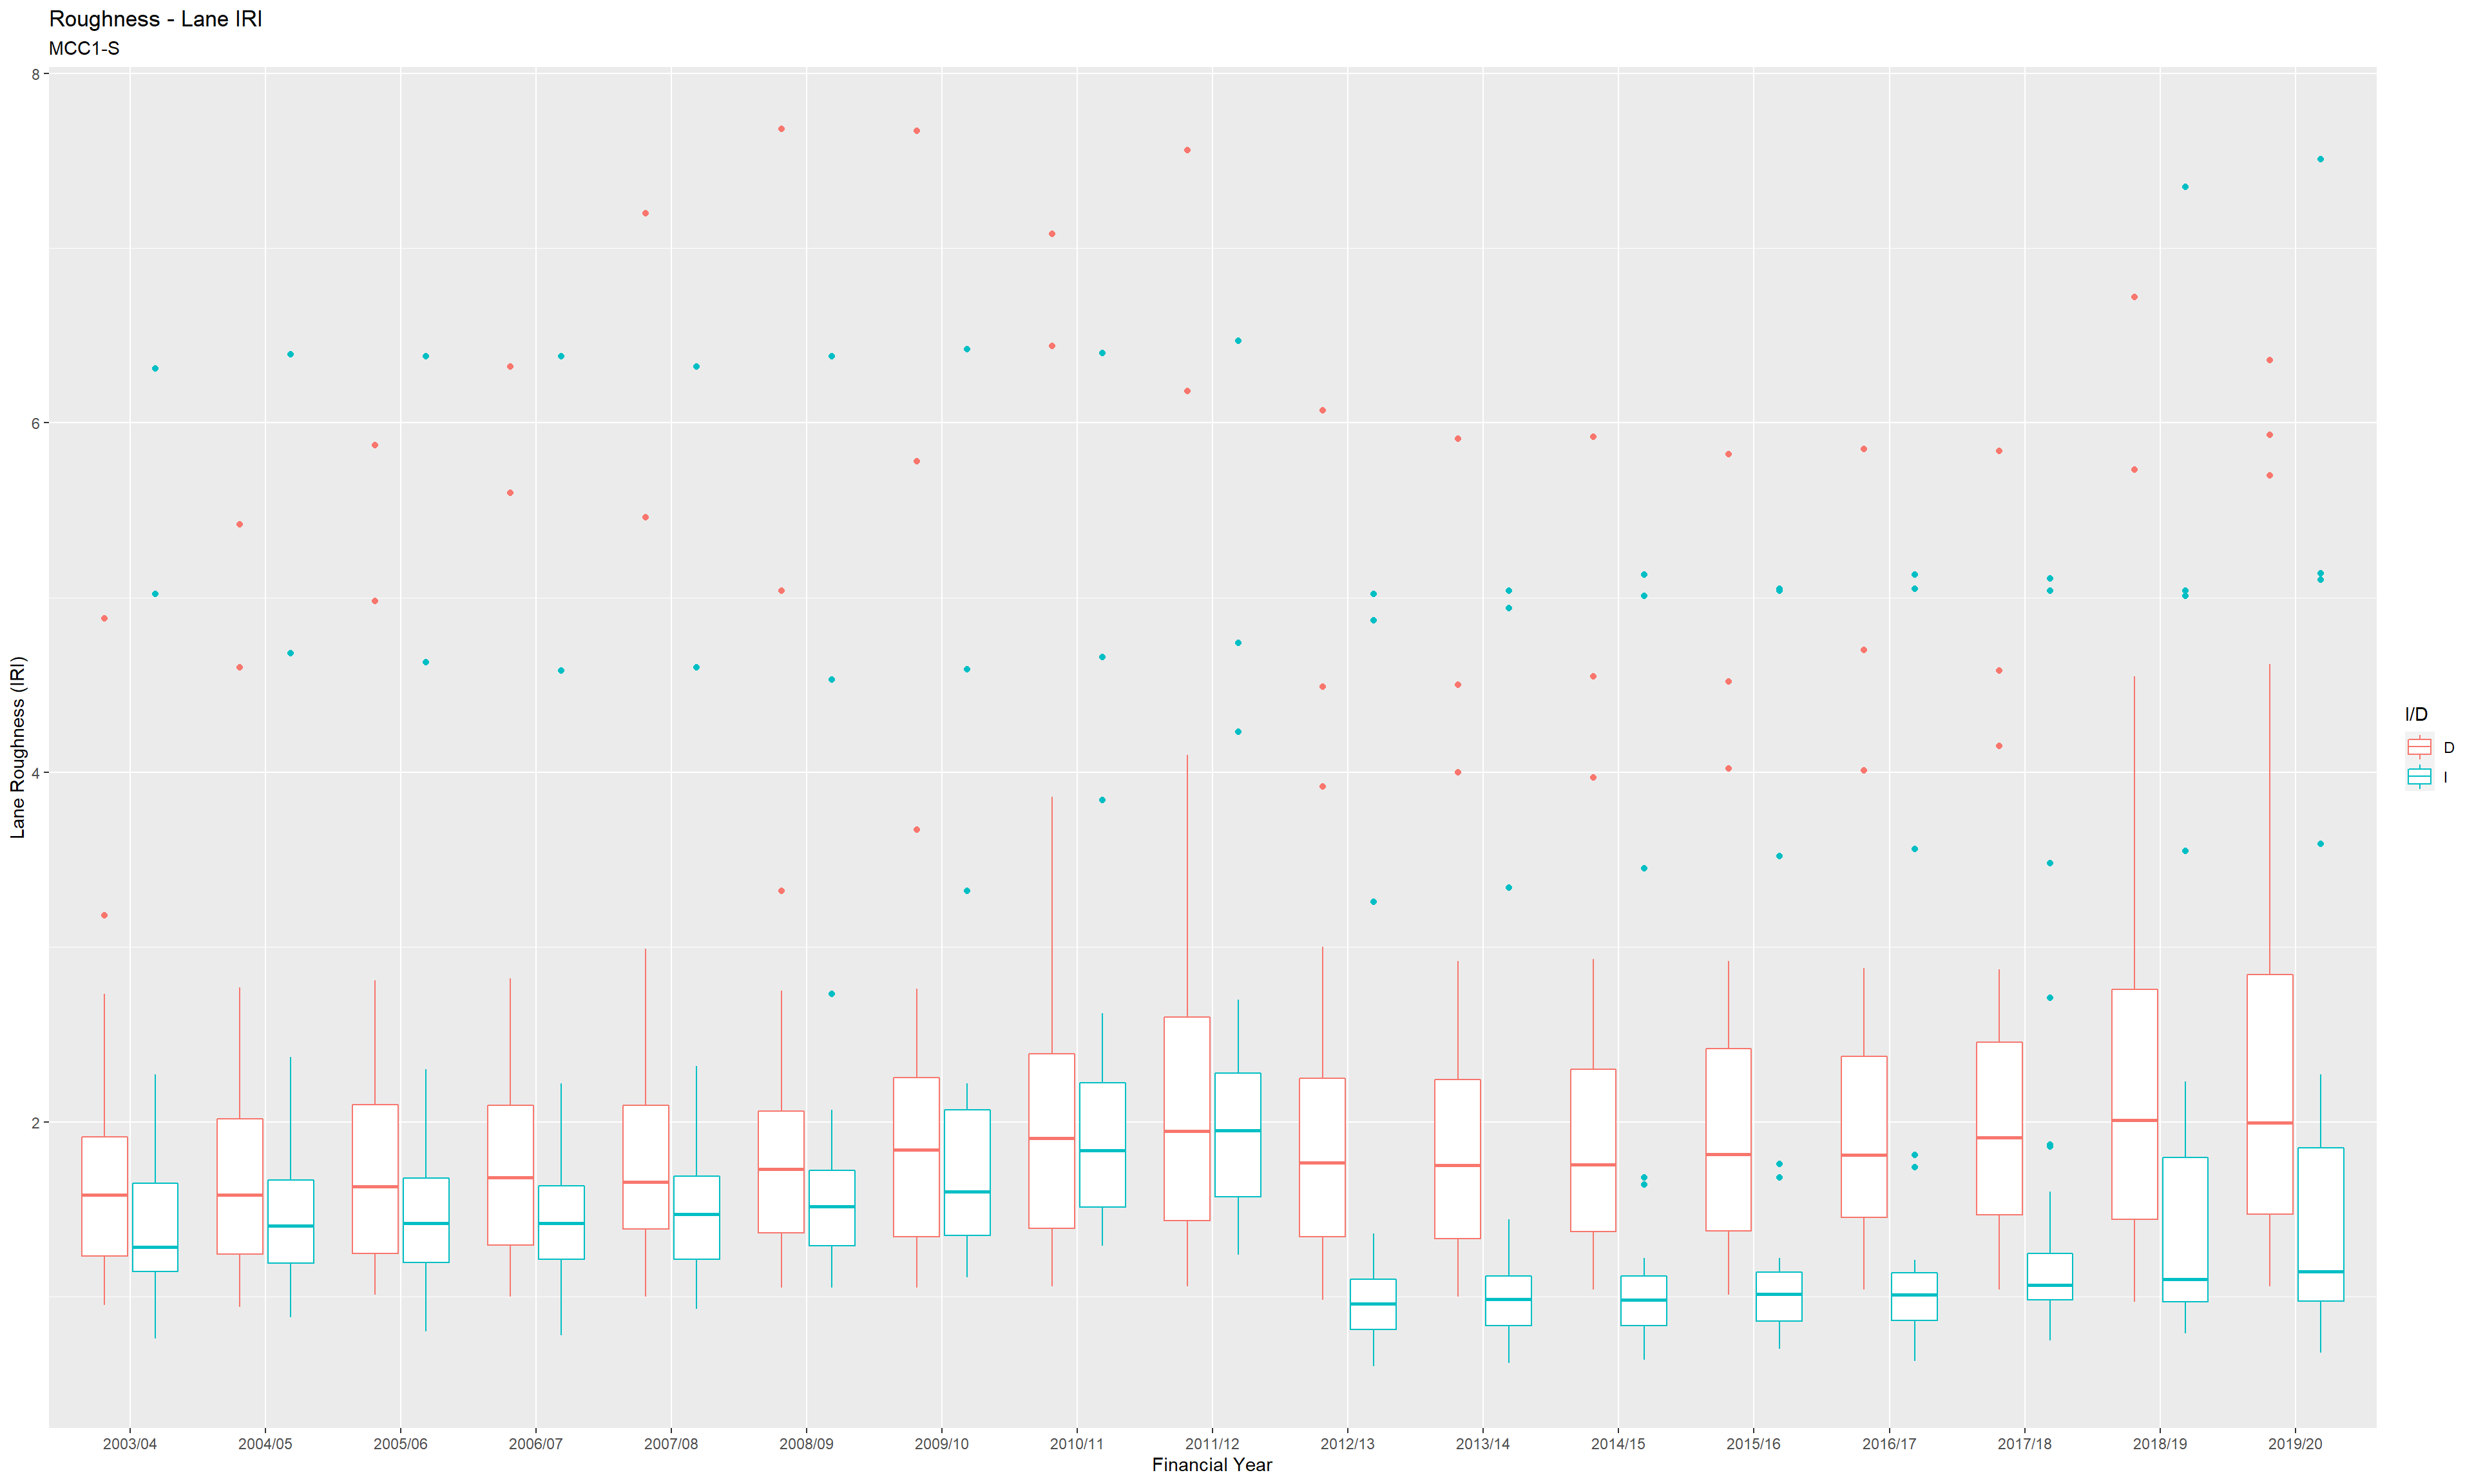 Roughness - Lane IRI
MCC1-S
8
6
4
2
Lane Roughness (IRI)
2003/04 2004/05 2005/06 2006/07 2007/08 2008/09 2009/10 2010/11 2011/12 2012/13 2013/14 2014/15 2015/16 2016/17 2017/18 2018/19 2019/20
Financial Year
I/D
D
I